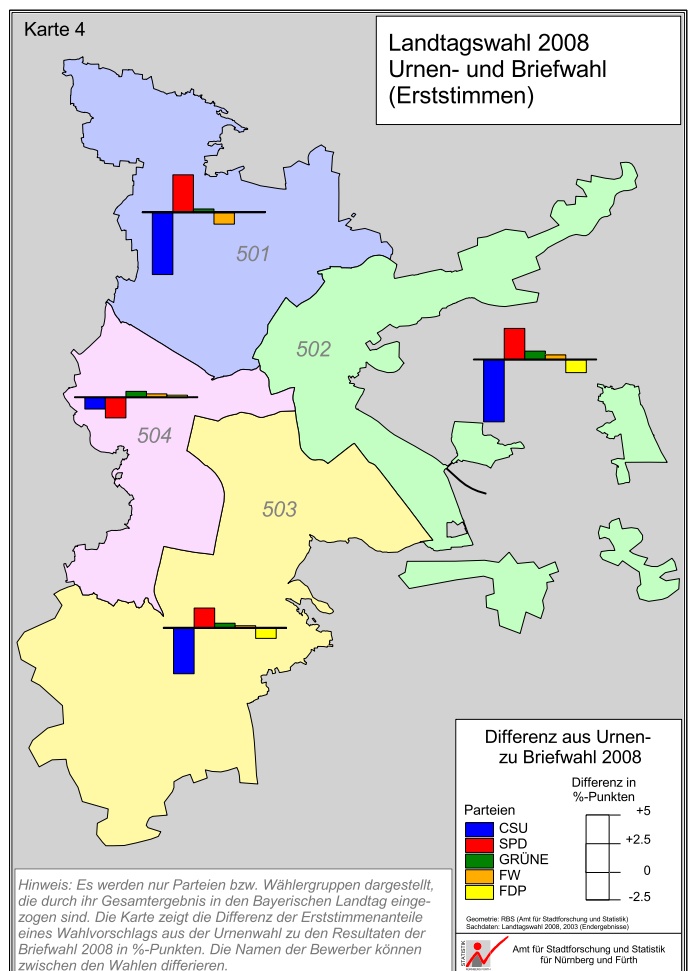 Karte 4
Landtagswahl 2008
Urnen- und Briefwahl
(Erststimmen)
501
502
504
503
Differenz aus Urnen-
zu Briefwahl 2008
Differenz in
%-Punkten
Parteien
CSU
SPD
GRÜNE
FW
FDP
+5
+2.5
0
-2.5
Geometrie: RBS (Amt für Stadtforschung und Statistik)
Sachdaten: Landtagswahl 2008, 2003 (Endergebnisse)
STATISTIK
Amt für Stadtforschung und Statistik
für Nürnberg und Fürth
Hinweis: Es werden nur Parteien bzw. Wählergruppen dargestellt,
die durch ihr Gesamtergebnis in den Bayerischen Landtag einge-
zogen sind. Die Karte zeigt die Differenz der Erststimmenanteile
eines Wahlvorschlags aus der Urnenwahl zu den Resultaten der
Briefwahl 2008 in %-Punkten. Die Namen der Bewerber können
zwischen den Wahlen differieren.